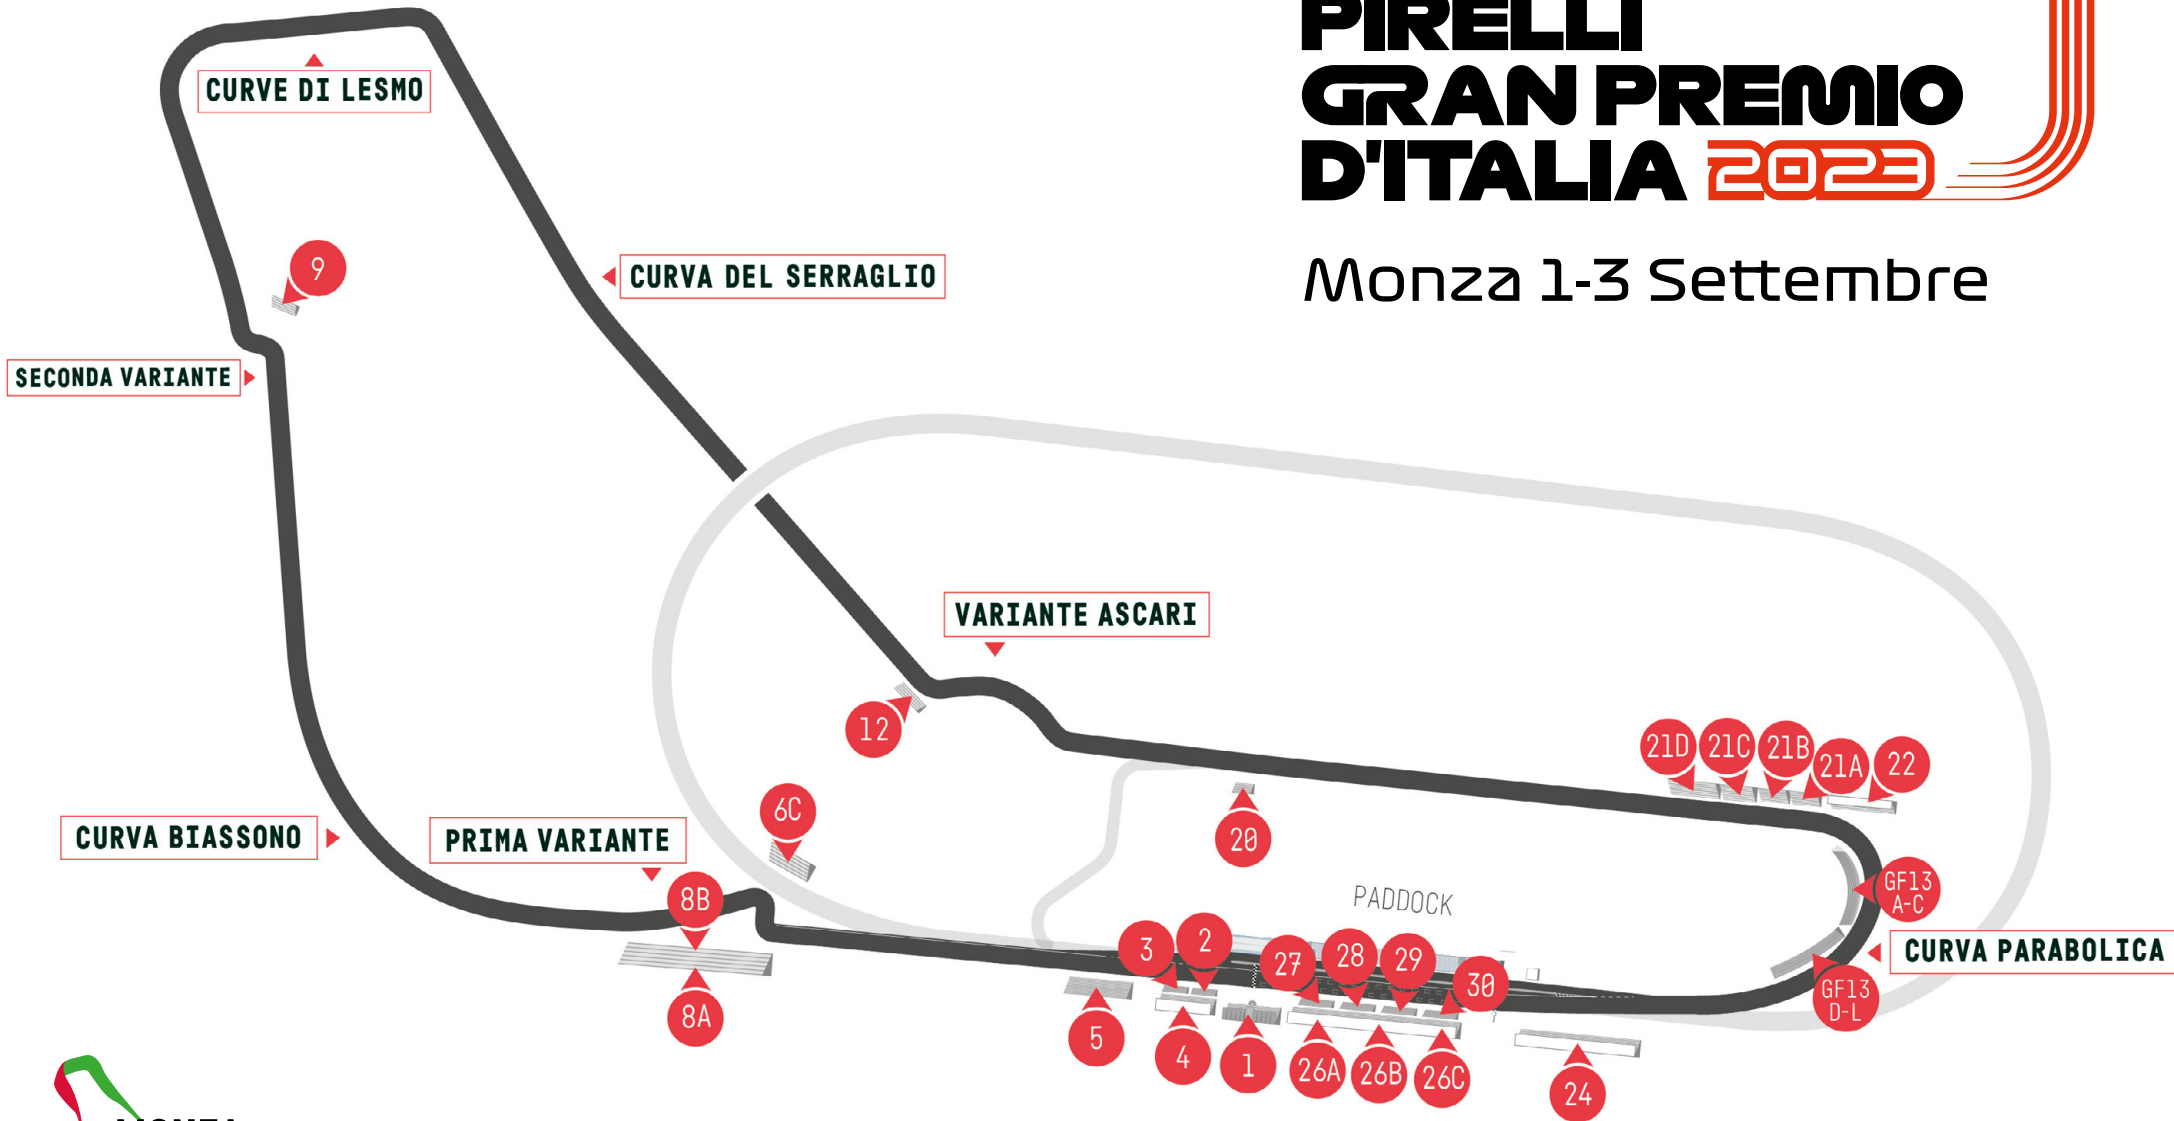 PIRELLI
GRAN PREMIO
D'ITALIA 2023
Monza 1-3 Settembre
CURVE DI LESMO
9
CURVA DEL SERRAGLIO
SECONDA VARIANTE
VARIANTE ASCARI
12
21D
21C
21B
21A
22
6C
20
CURVA BIASSONO
PRIMA VARIANTE
8B
PADDOCK
GF13
A-C
3
2
27
28
29
30
CURVA PARABOLICA
GF13
D-L
8A
5
4
1
26A
26B
26C
24
MONZA